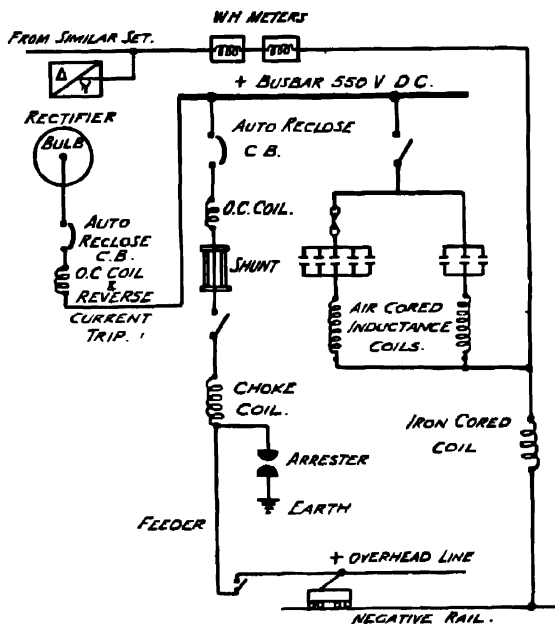 WH METERS
FROM SIMILAR SET.
Δ
Y
+ BUSBAR 550 V D C.
RECTIFIER
BULB
AUTO RECLOSE
C B.
AUTO
RECLOSE
C.B.
O.C COIL
&
REVERSE
CURRENT
TRIP.
O.C. COIL.
SHUNT
AIR CORED
INDUCTANCE
COILS.
CHOKE
COIL.
IRON CORED
COIL
ARRESTER
EARTH
FEEDER
+ OVERHEAD LINE
NEGATIVE RAIL.